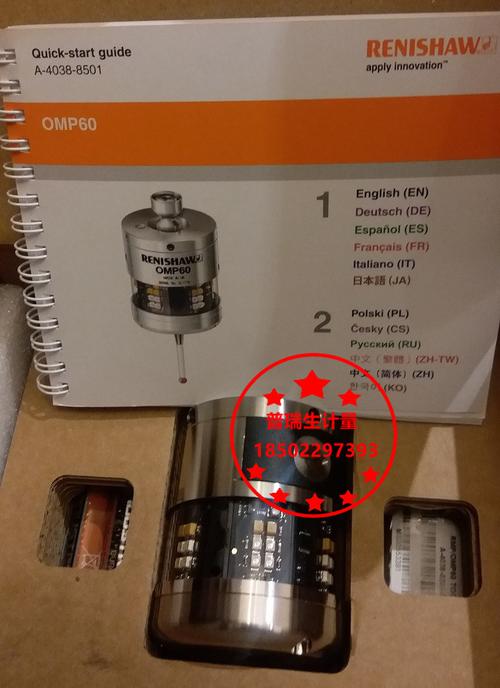 Quick-start guide
A-4038-8501
RENISHAW
apply innovation™
OMP60
RENISHAW
OMP60
1
English (EN)
Deutsch (DE)
Español (ES)
Français (FR)
Italiano (IT)
日本語 (JA)
2
Polski (PL)
Česky (CS)
Русский (RU)
中文 (繁體) (ZH-TW)
中文 (简体) (ZH)
한국어 (KO)
普瑞生计量
18502297393
RMP/OMP60